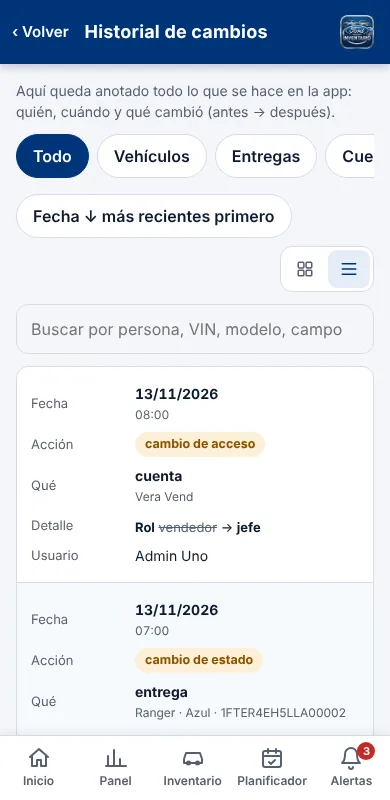 ‹ Volver Historial de cambios
Aquí queda anotado todo lo que se hace en la app:
quién, cuándo y qué cambió (antes → después).
Todo Vehículos Entregas Cue
Fecha ↓ más recientes primero
Buscar por persona, VIN, modelo, campo
Fecha 13/11/2026
08:00
Acción cambio de acceso
Qué cuenta
Vera Vend
Detalle Rol vendedor → jefe
Usuario Admin Uno
Fecha 13/11/2026
07:00
Acción cambio de estado
Qué entrega
Ranger · Azul · 1FTER4EH5LLA00002
3
Inicio Panel Inventario Planificador Alertas